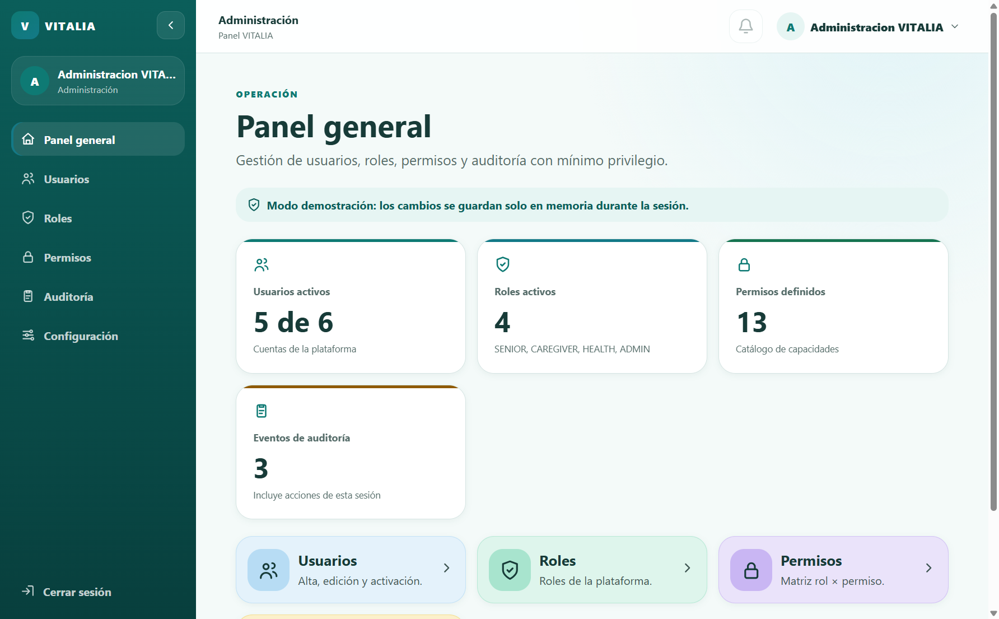 V VITALIA
A
Administracion VITA...
Administración
Panel general
Usuarios
Roles
Permisos
Auditoría
Configuración
Cerrar sesión
Administración
Panel VITALIA
A Administracion VITALIA
OPERACIÓN
Panel general
Gestión de usuarios, roles, permisos y auditoría con mínimo privilegio.
Modo demostración: los cambios se guardan solo en memoria durante la sesión.
Usuarios activos
5 de 6
Cuentas de la plataforma
Roles activos
4
SENIOR, CAREGIVER, HEALTH, ADMIN
Permisos definidos
13
Catálogo de capacidades
Eventos de auditoría
3
Incluye acciones de esta sesión
Usuarios
Alta, edición y activación.
Roles
Roles de la plataforma.
Permisos
Matriz rol × permiso.